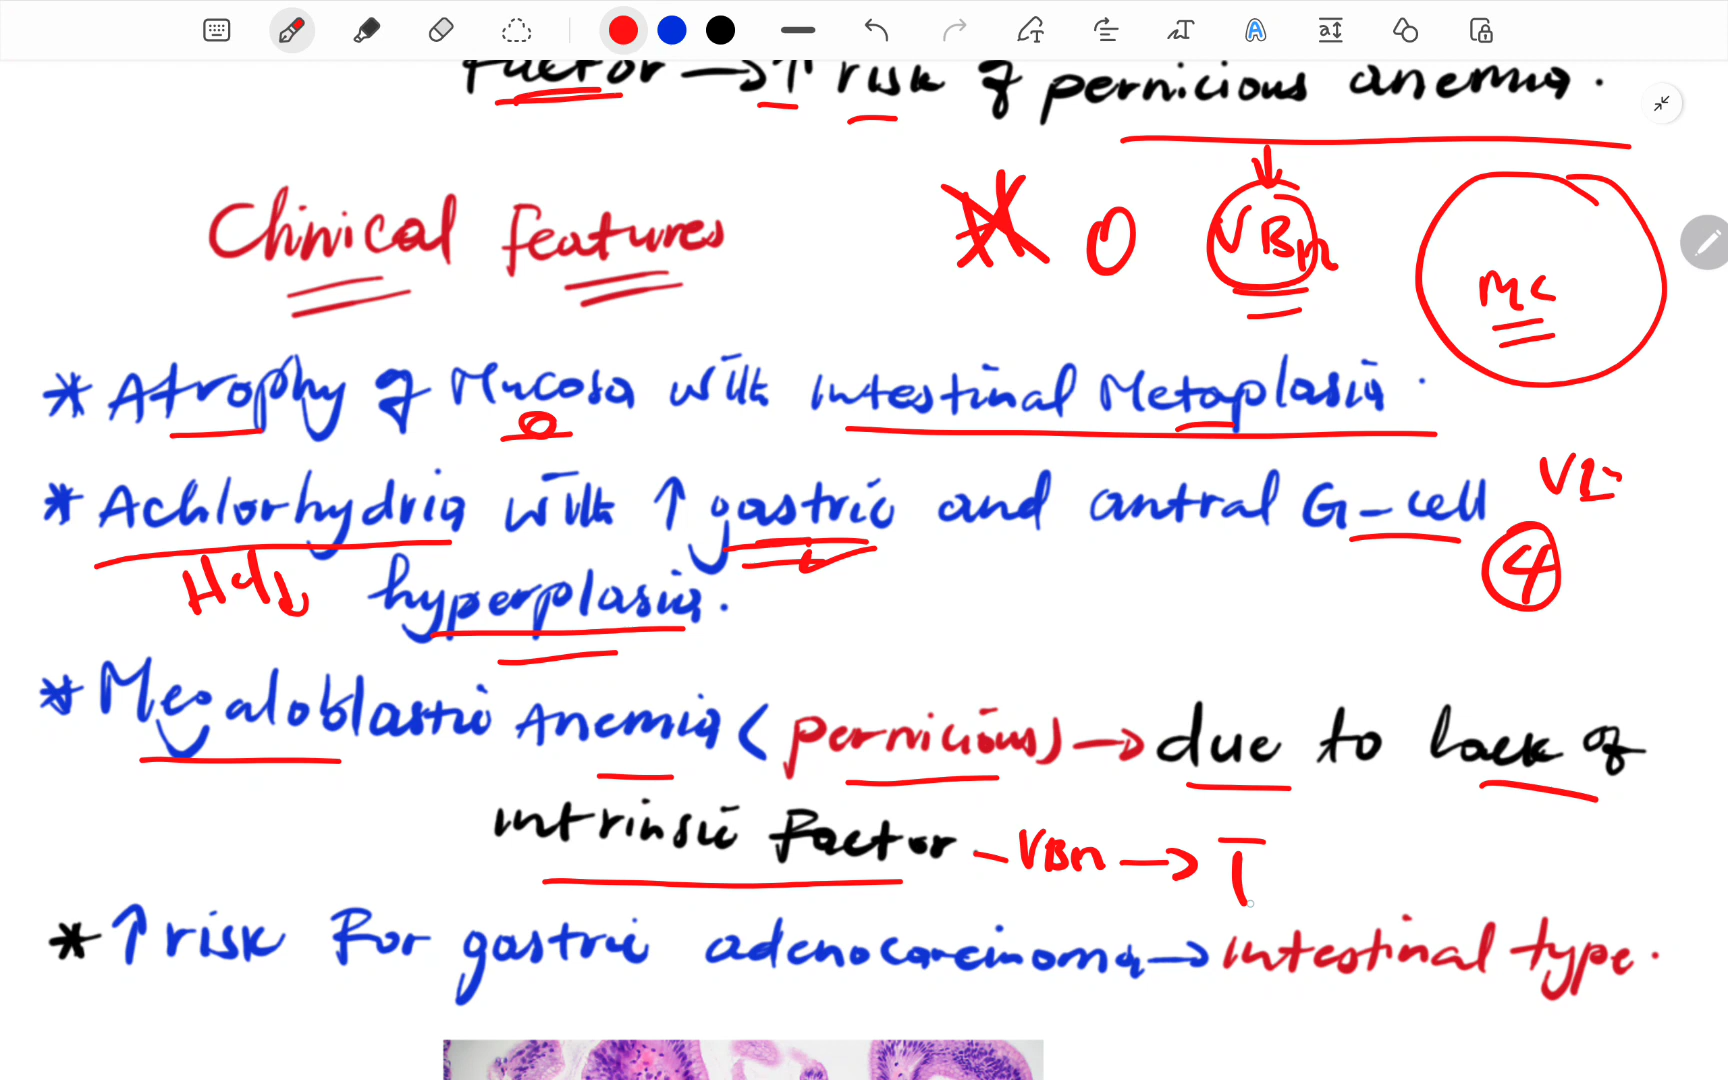 Factor → ↑ risk of pernicious anemia.
Clinical features
VBn
MC
* Atrophy of Mucosa with intestinal Metaplasia.
* Achlorhydria with ↑ gastric and antral G-cell
4
Hcl↓ hyperplasia.
* Megaloblastic Anemia (pernicious) → due to lack of
intrinsic Factor - VBn → T
* ↑ risk For gastric adenocarcinoma → intestinal type.